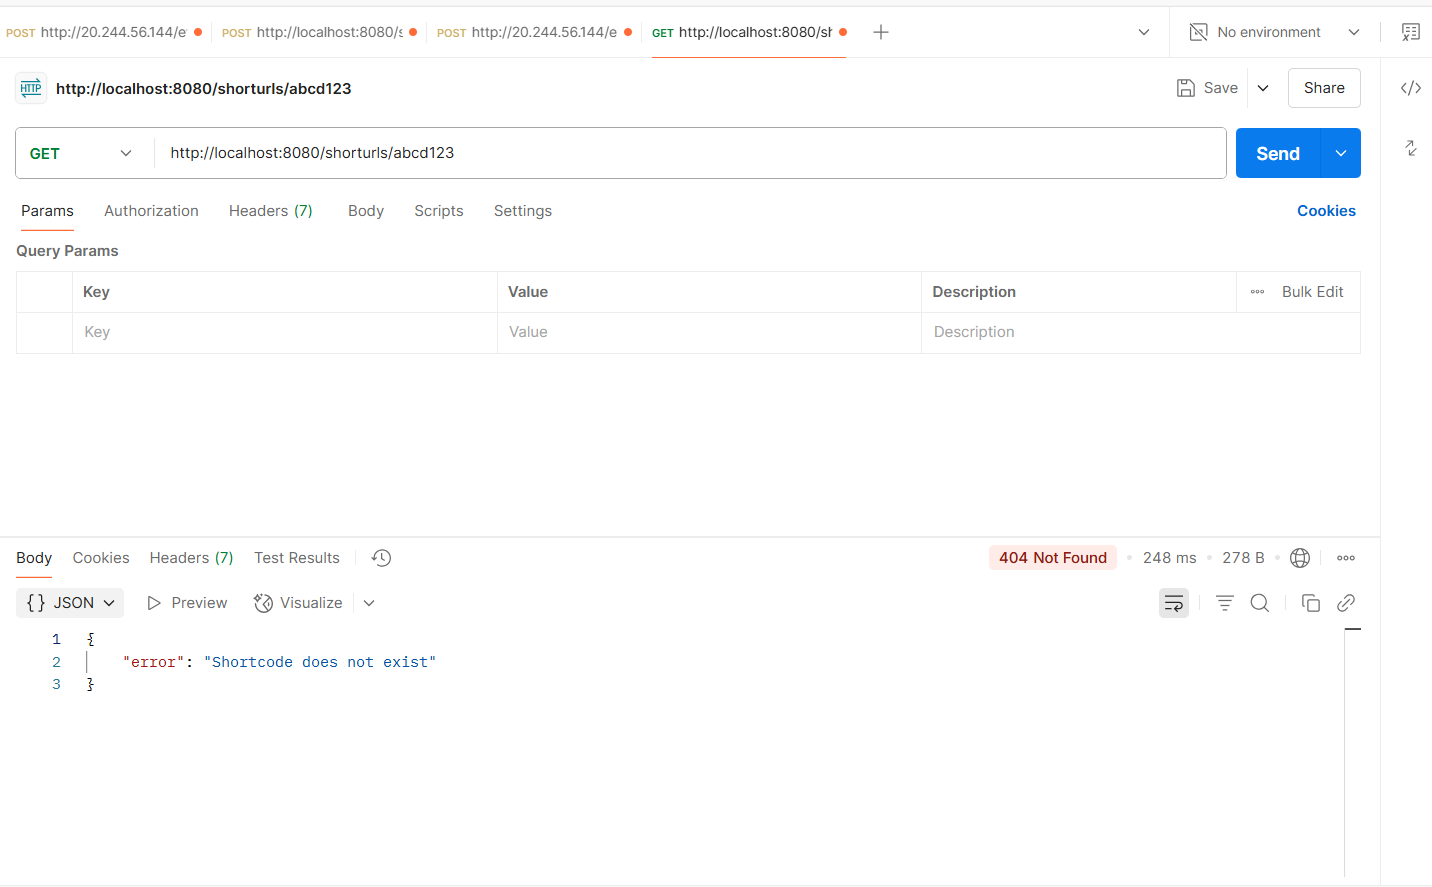 POST http://20.244.56.144/e POST http://localhost:8080/s POST http://20.244.56.144/e GET http://localhost:8080/sh No environment
HTTP http://localhost:8080/shorturls/abcd123 Save Share
GET http://localhost:8080/shorturls/abcd123 Send
Params Authorization Headers (7) Body Scripts Settings Cookies
Query Params
Key Value Description Bulk Edit
Key Value Description
Body Cookies Headers (7) Test Results 404 Not Found 248 ms 278 B
{} JSON Preview Visualize
1 {
2 "error": "Shortcode does not exist"
3 }